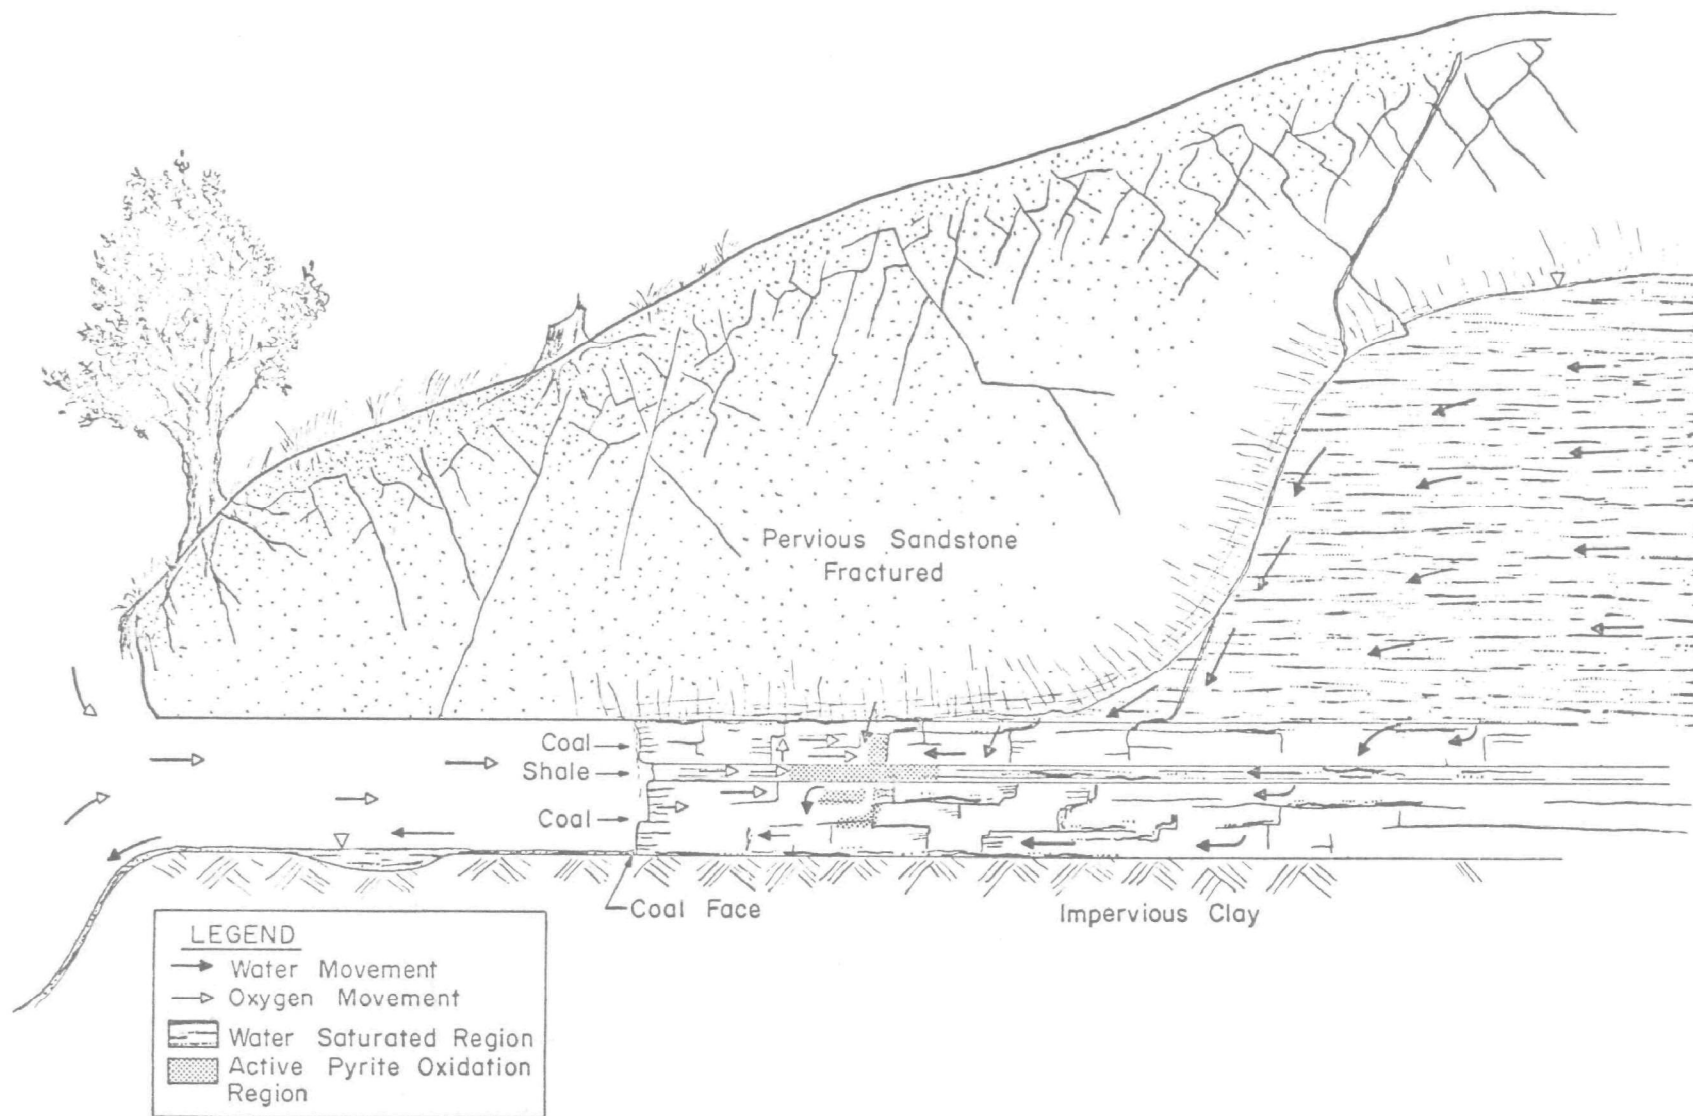 Pervious Sandstone
Fractured
Coal
Shale
Coal
Coal Face
Impervious Clay
LEGEND
Water Movement
Oxygen Movement
Water Saturated Region
Active Pyrite Oxidation
Region